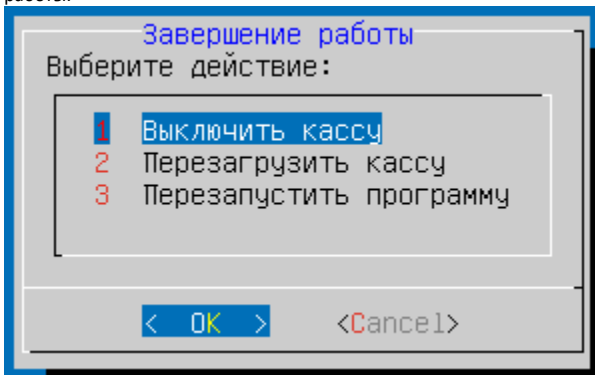 Завершение работы
Выберите действие:
1 Выключить кассу
2 Перезагрузить кассу
3 Перезапустить программу
< OK > <Cancel>